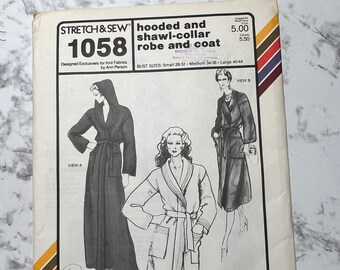 STRETCH & SEW®
1058
Designed Exclusively for Knit Fabrics
by Ann Person
hooded and
shawl-collar
robe and coat
BUST SIZES: Small 28-32 • Medium 34-38 • Large 40-44
5.00
5.50
VIEW A
VIEW B